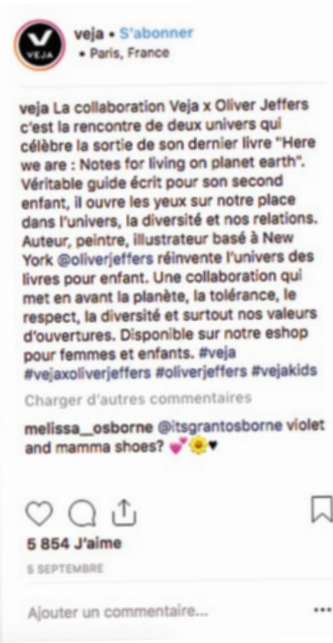 veja • S'abonner
• Paris, France
VEJA
veja La collaboration Veja x Oliver Jeffers
c'est la rencontre de deux univers qui
célèbre la sortie de son dernier livre "Here
we are : Notes for living on planet earth".
Véritable guide écrit pour son second
enfant, il ouvre les yeux sur notre place
dans l'univers, la diversité et nos relations.
Auteur, peintre, illustrateur basé à New
York @oliverjeffers réinvente l'univers des
livres pour enfant. Une collaboration qui
met en avant la planète, la tolérance, le
respect, la diversité et surtout nos valeurs
d'ouvertures. Disponible sur notre eshop
pour femmes et enfants. #veja
#vejaxoliverjeffers #oliverjeffers #vejakids
Charger d'autres commentaires
melissa__osborne @itsgrantosborne violet
and mamma shoes? 💕🌼♥
5 854 J'aime
5 SEPTEMBRE
Ajouter un commentaire...